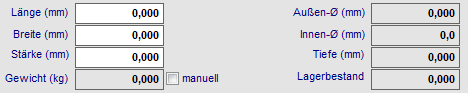 Länge (mm) 0,000 Außen-Ø (mm) 0,000
Breite (mm) 0,000 Innen-Ø (mm) 0,0
Stärke (mm) 0,000 Tiefe (mm) 0,000
Gewicht (kg) 0,000 manuell Lagerbestand 0,000